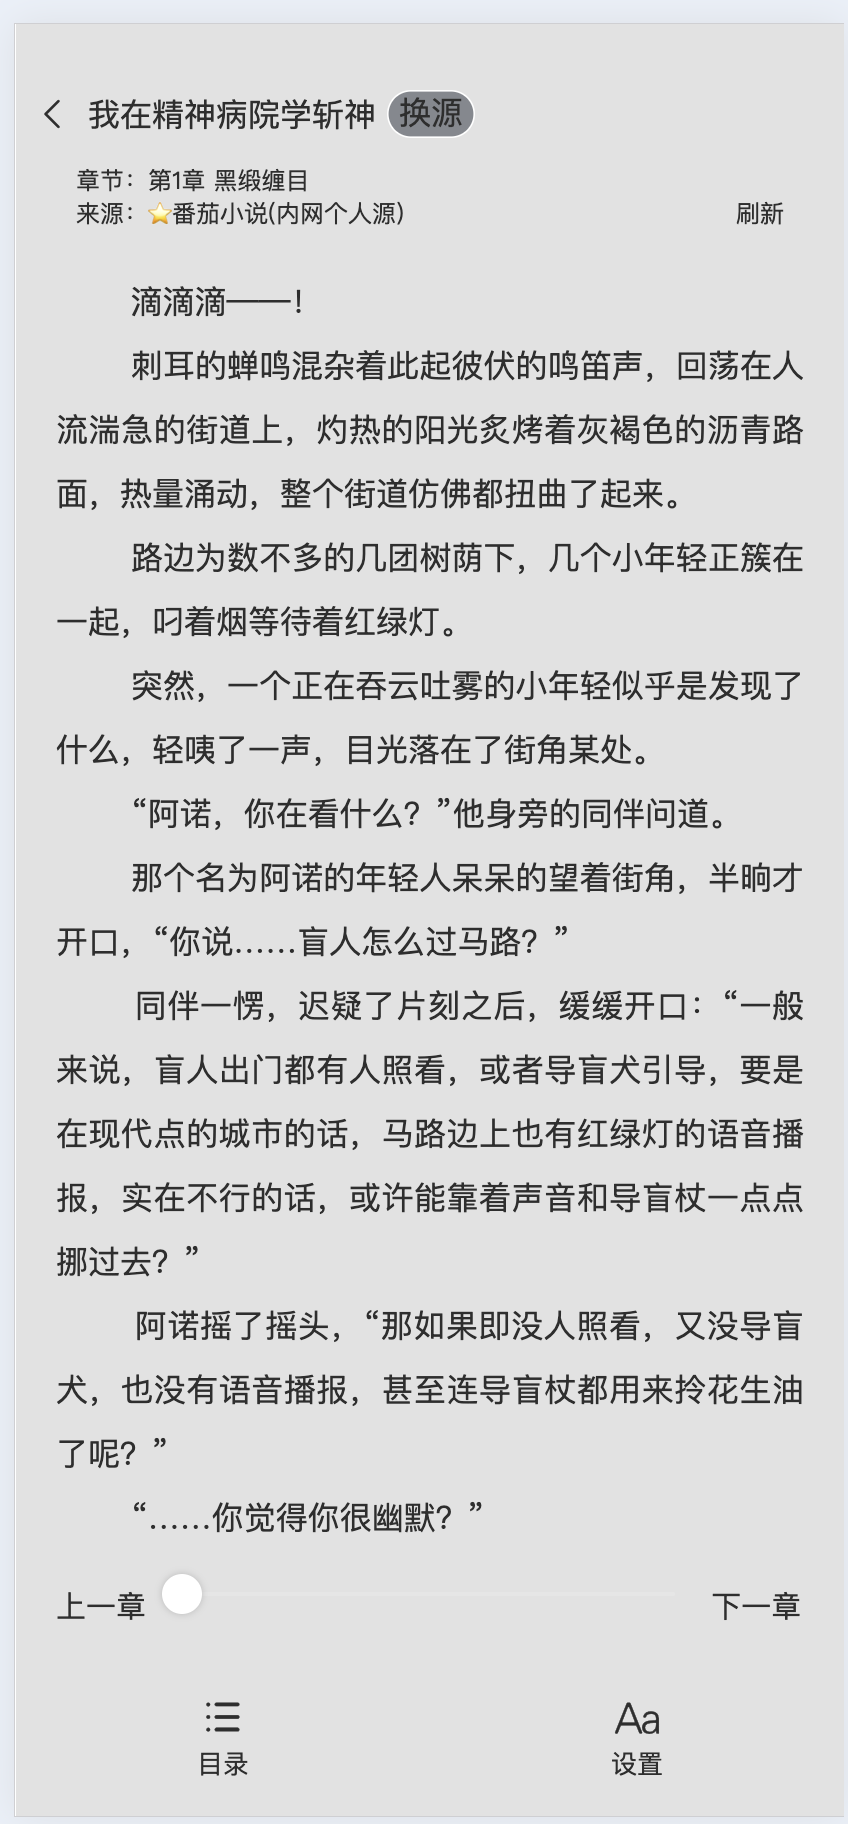 我在精神病院学斩神 换源
章节：第1章 黑缎缠目
来源：⭐番茄小说(内网个人源) 刷新
滴滴滴——！
刺耳的蝉鸣混杂着此起彼伏的鸣笛声，回荡在人
流湍急的街道上，灼热的阳光炙烤着灰褐色的沥青路
面，热量涌动，整个街道仿佛都扭曲了起来。
路边为数不多的几团树荫下，几个小年轻正簇在
一起，叼着烟等待着红绿灯。
突然，一个正在吞云吐雾的小年轻似乎是发现了
什么，轻咦了一声，目光落在了街角某处。
“阿诺，你在看什么？”他身旁的同伴问道。
那个名为阿诺的年轻人呆呆的望着街角，半晌才
开口，“你说……盲人怎么过马路？”
同伴一愣，迟疑了片刻之后，缓缓开口：“一般
来说，盲人出门都有人照看，或者导盲犬引导，要是
在现代点的城市的话，马路边上也有红绿灯的语音播
报，实在不行的话，或许能靠着声音和导盲杖一点点
挪过去？”
阿诺摇了摇头，“那如果即没人照看，又没导盲
犬，也没有语音播报，甚至连导盲杖都用来拎花生油
了呢？”
“……你觉得你很幽默？”
上一章 下一章
Aa
目录 设置